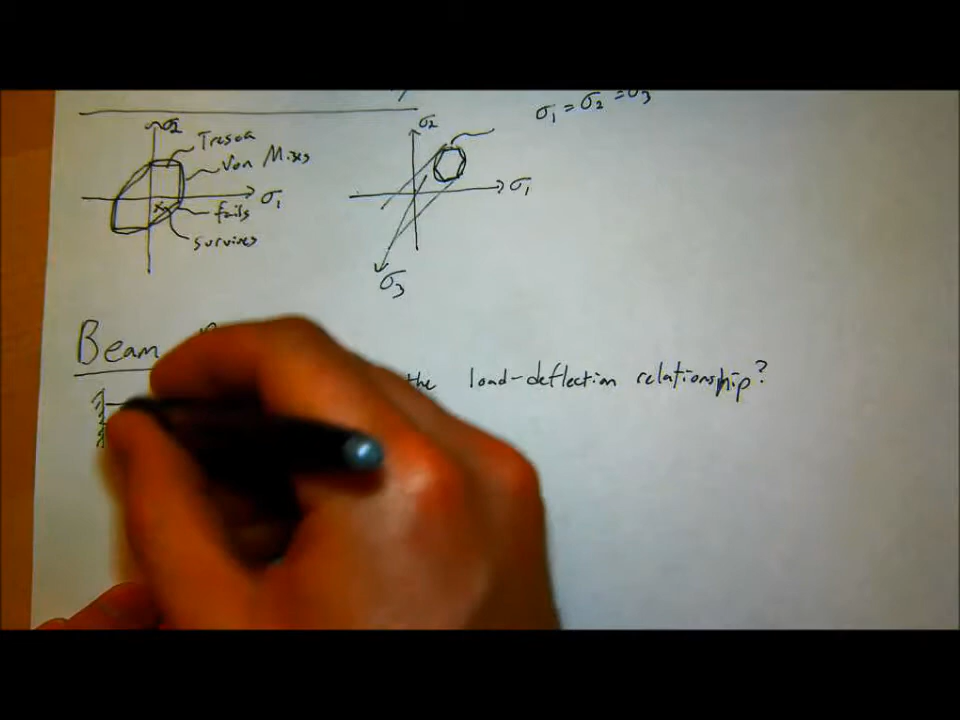 σ1 = σ2 = σ3
σ2
Tresca
Von Mises
σ1
fails
survives
σ2
σ1
σ3
Beam
the load-deflection relationship?